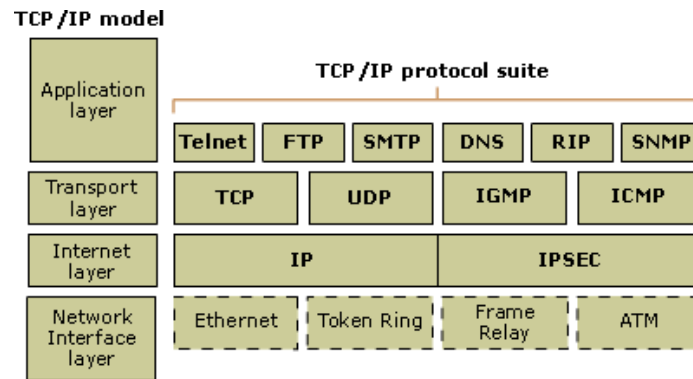 TCP/IP model
TCP/IP protocol suite
Application
layer
Telnet FTP SMTP DNS RIP SNMP
Transport
layer
TCP UDP IGMP ICMP
Internet
layer
IP IPSEC
Network
Interface
layer
Ethernet Token Ring Frame
Relay ATM